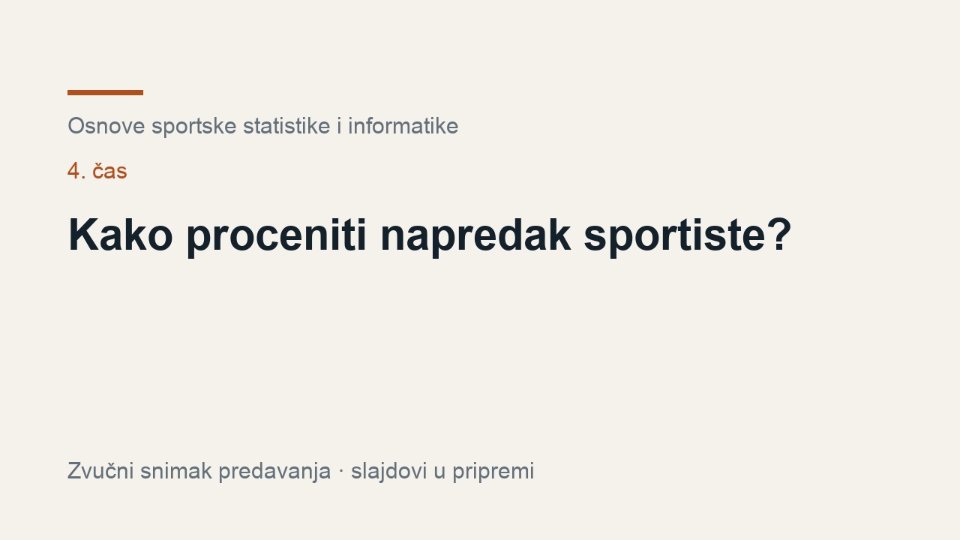 Osnove sportske statistike i informatike
4. čas
Kako proceniti napredak sportiste?
Zvučni snimak predavanja · slajdovi u pripremi